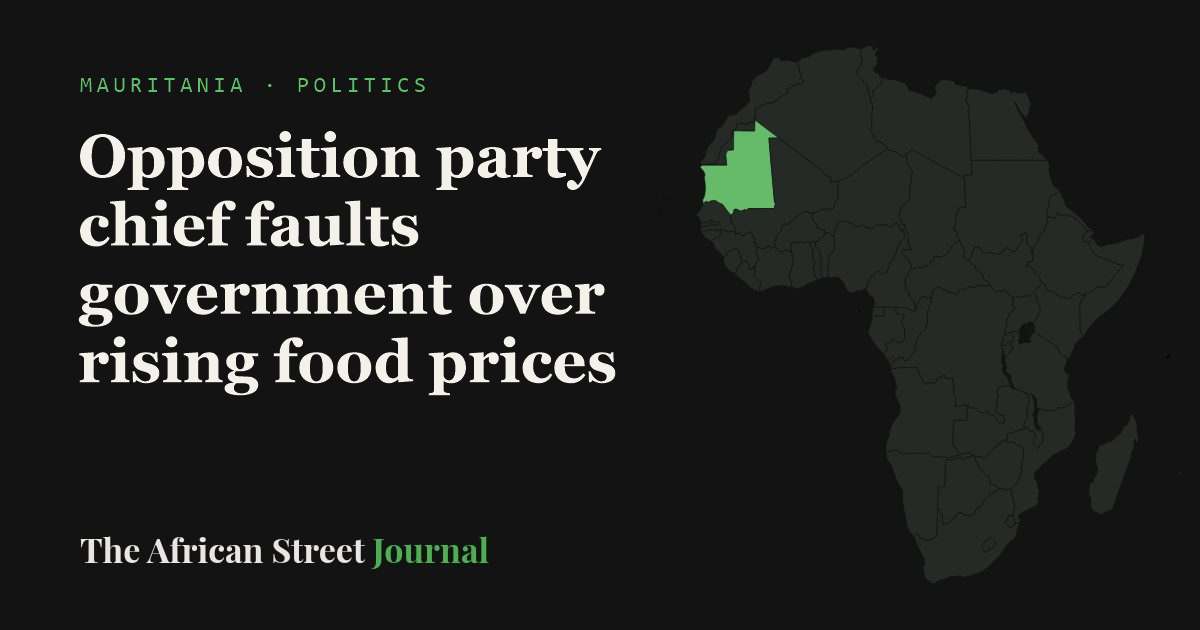 MAURITANIA · POLITICS
Opposition party
chief faults
government over
rising food prices
The African Street Journal